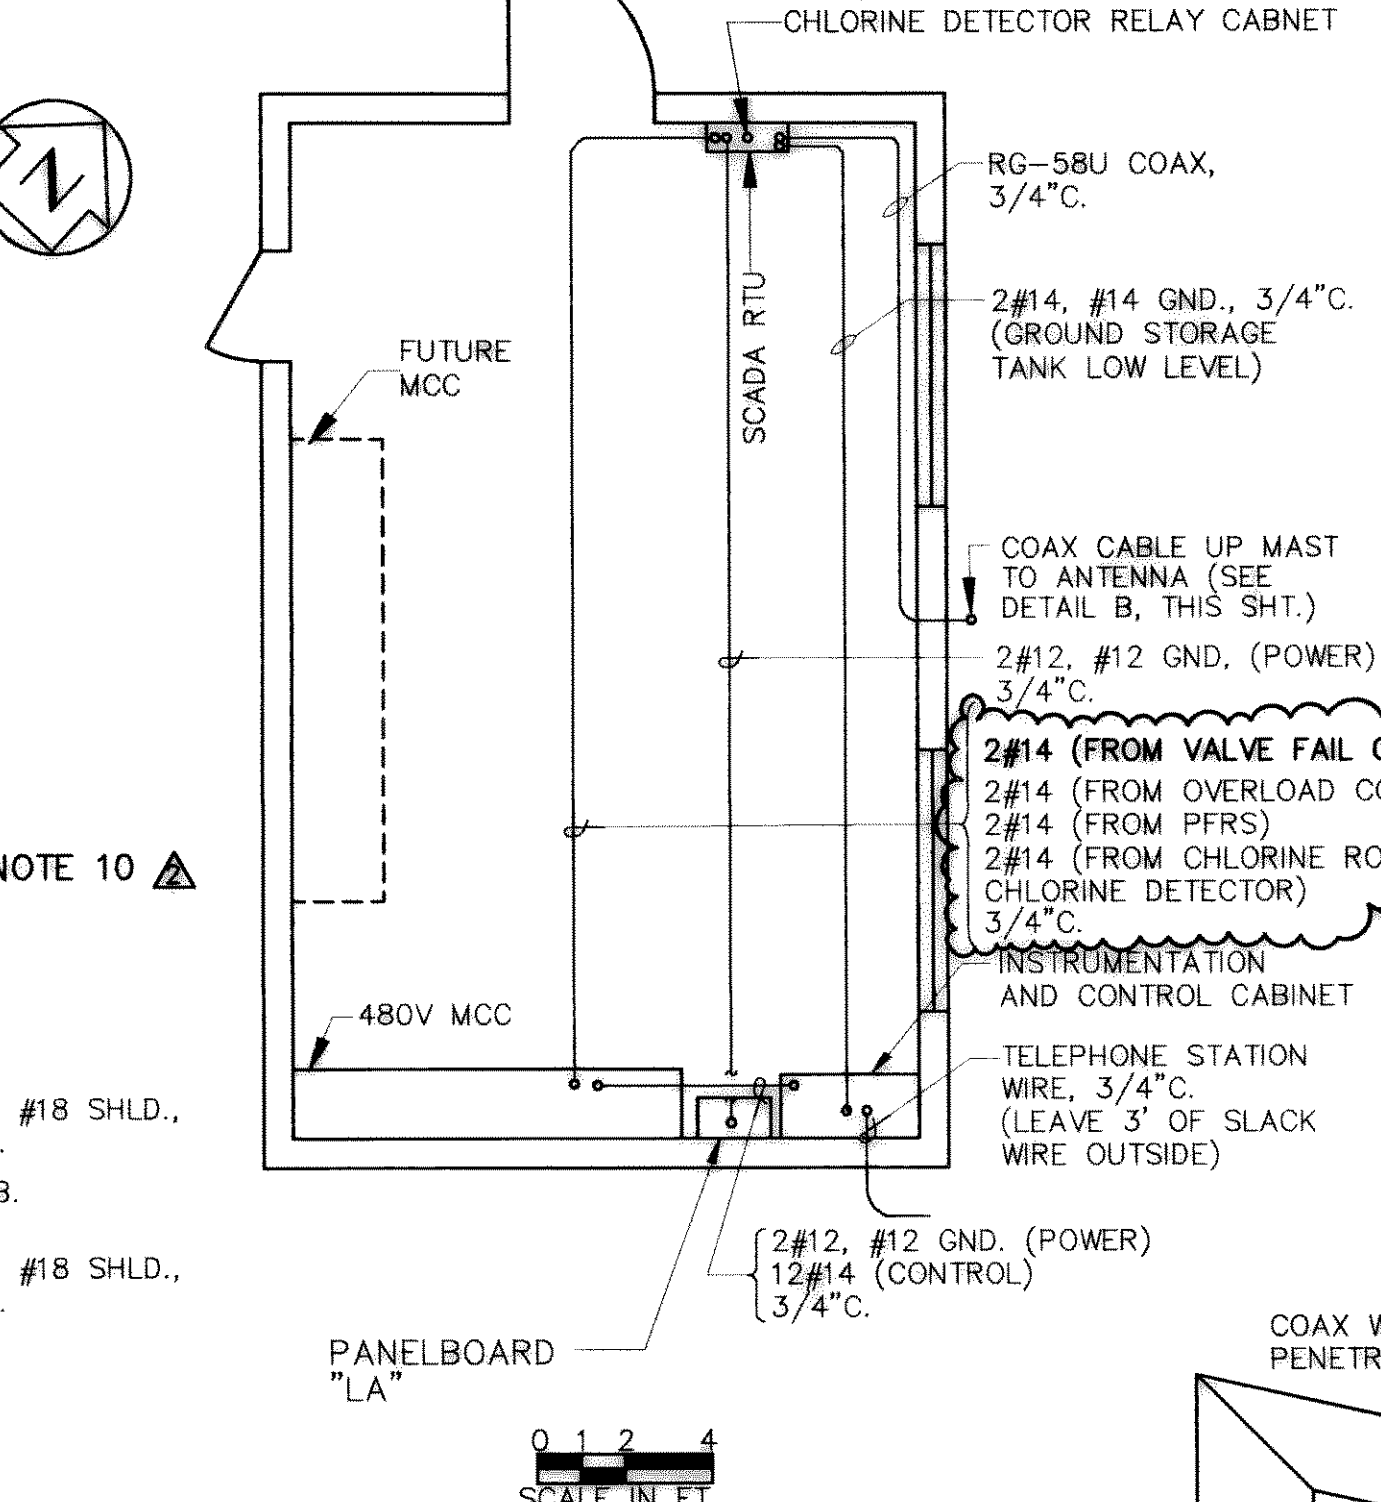 CHLORINE DETECTOR RELAY CABNET
N
RG-58U COAX,
3/4"C.
2#14, #14 GND., 3/4"C.
(GROUND STORAGE
TANK LOW LEVEL)
SCADA RTU
FUTURE
MCC
COAX CABLE UP MAST
TO ANTENNA (SEE
DETAIL B, THIS SHT.)
2#12, #12 GND, (POWER)
3/4"C.
2#14 (FROM VALVE FAIL
2#14 (FROM OVERLOAD
2#14 (FROM PFRS)
2#14 (FROM CHLORINE
CHLORINE DETECTOR)
3/4"C.
NOTE 10 2
INSTRUMENTATION
AND CONTROL CABINET
480V MCC
TELEPHONE STATION
WIRE, 3/4"C.
(LEAVE 3' OF SLACK
WIRE OUTSIDE)
#18 SHLD.,
#18 SHLD.,
2#12, #12 GND. (POWER)
12#14 (CONTROL)
3/4"C.
PANELBOARD
"LA"
COAX
0 1 2 4
SCALE IN FT